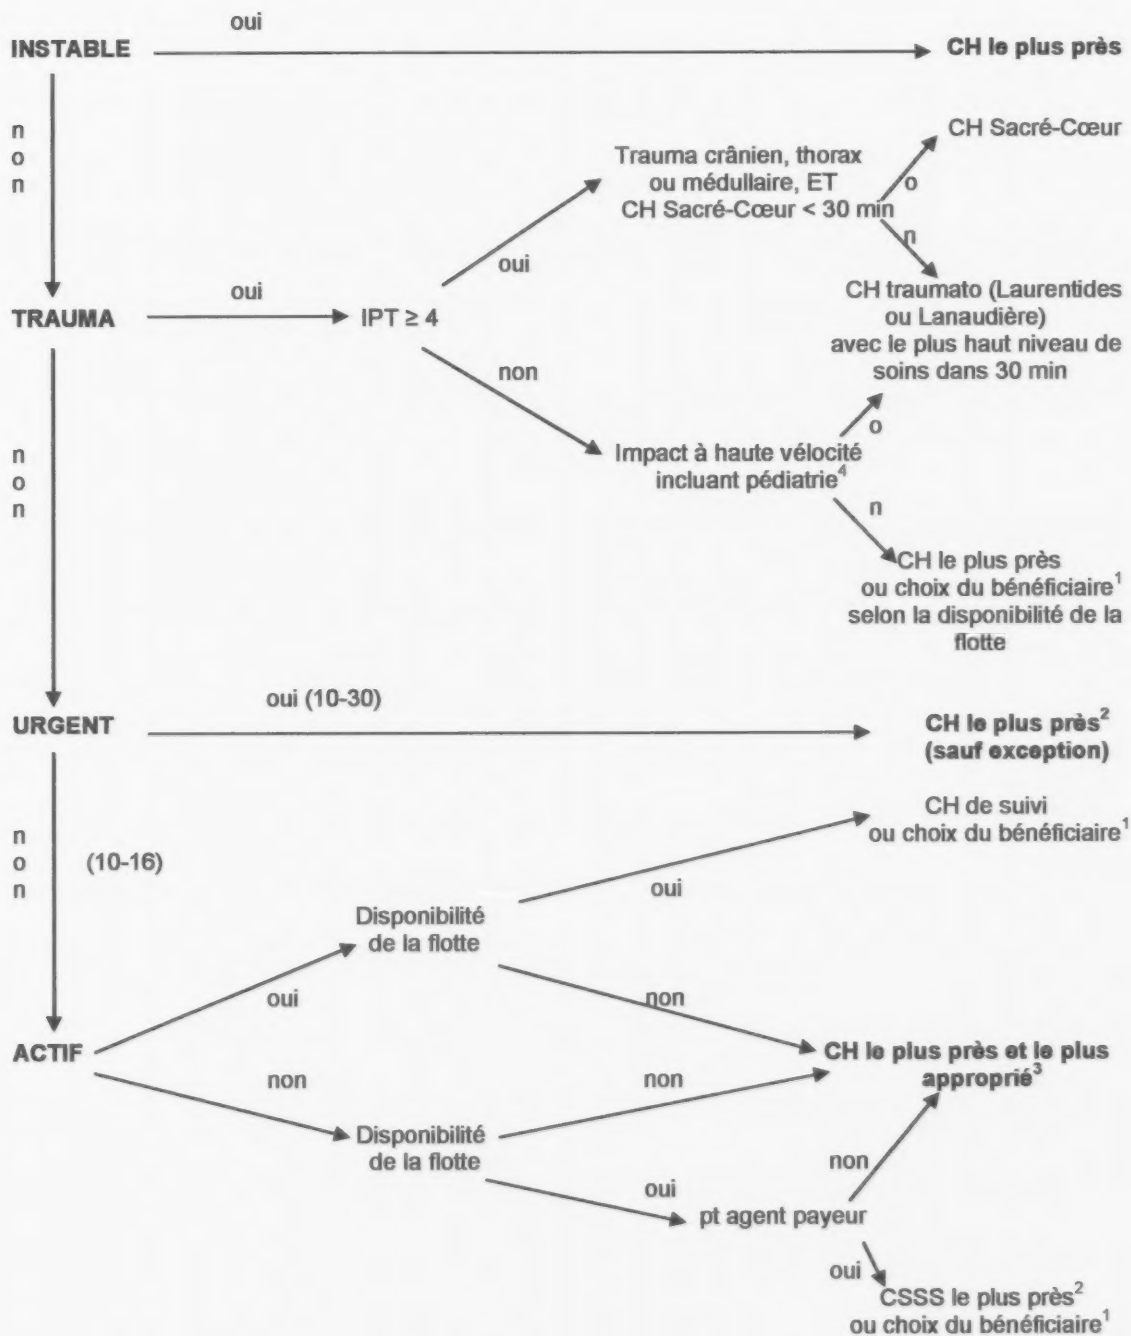 oui
INSTABLE
CH le plus près
n
o
n
CH Sacré-Cœur
Trauma crânien, thorax
ou médullaire, ET
CH Sacré-Cœur < 30 min
o
n
oui
oui
TRAUMA
IPT ≥ 4
CH traumato (Laurentides
ou Lanaudière)
avec le plus haut niveau de
soins dans 30 min
non
o
Impact à haute vélocité
incluant pédiatrie⁴
n
n
o
n
CH le plus près
ou choix du bénéficiaire¹
selon la disponibilité de la
flotte
oui (10-30)
URGENT
CH le plus près²
(sauf exception)
CH de suivi
ou choix du bénéficiaire¹
n
o
n
(10-16)
oui
Disponibilité
de la flotte
oui
non
ACTIF
CH le plus près et le plus
approprié³
non
non
Disponibilité
de la flotte
non
oui
pt agent payeur
oui
CSSS le plus près²
ou choix du bénéficiaire¹